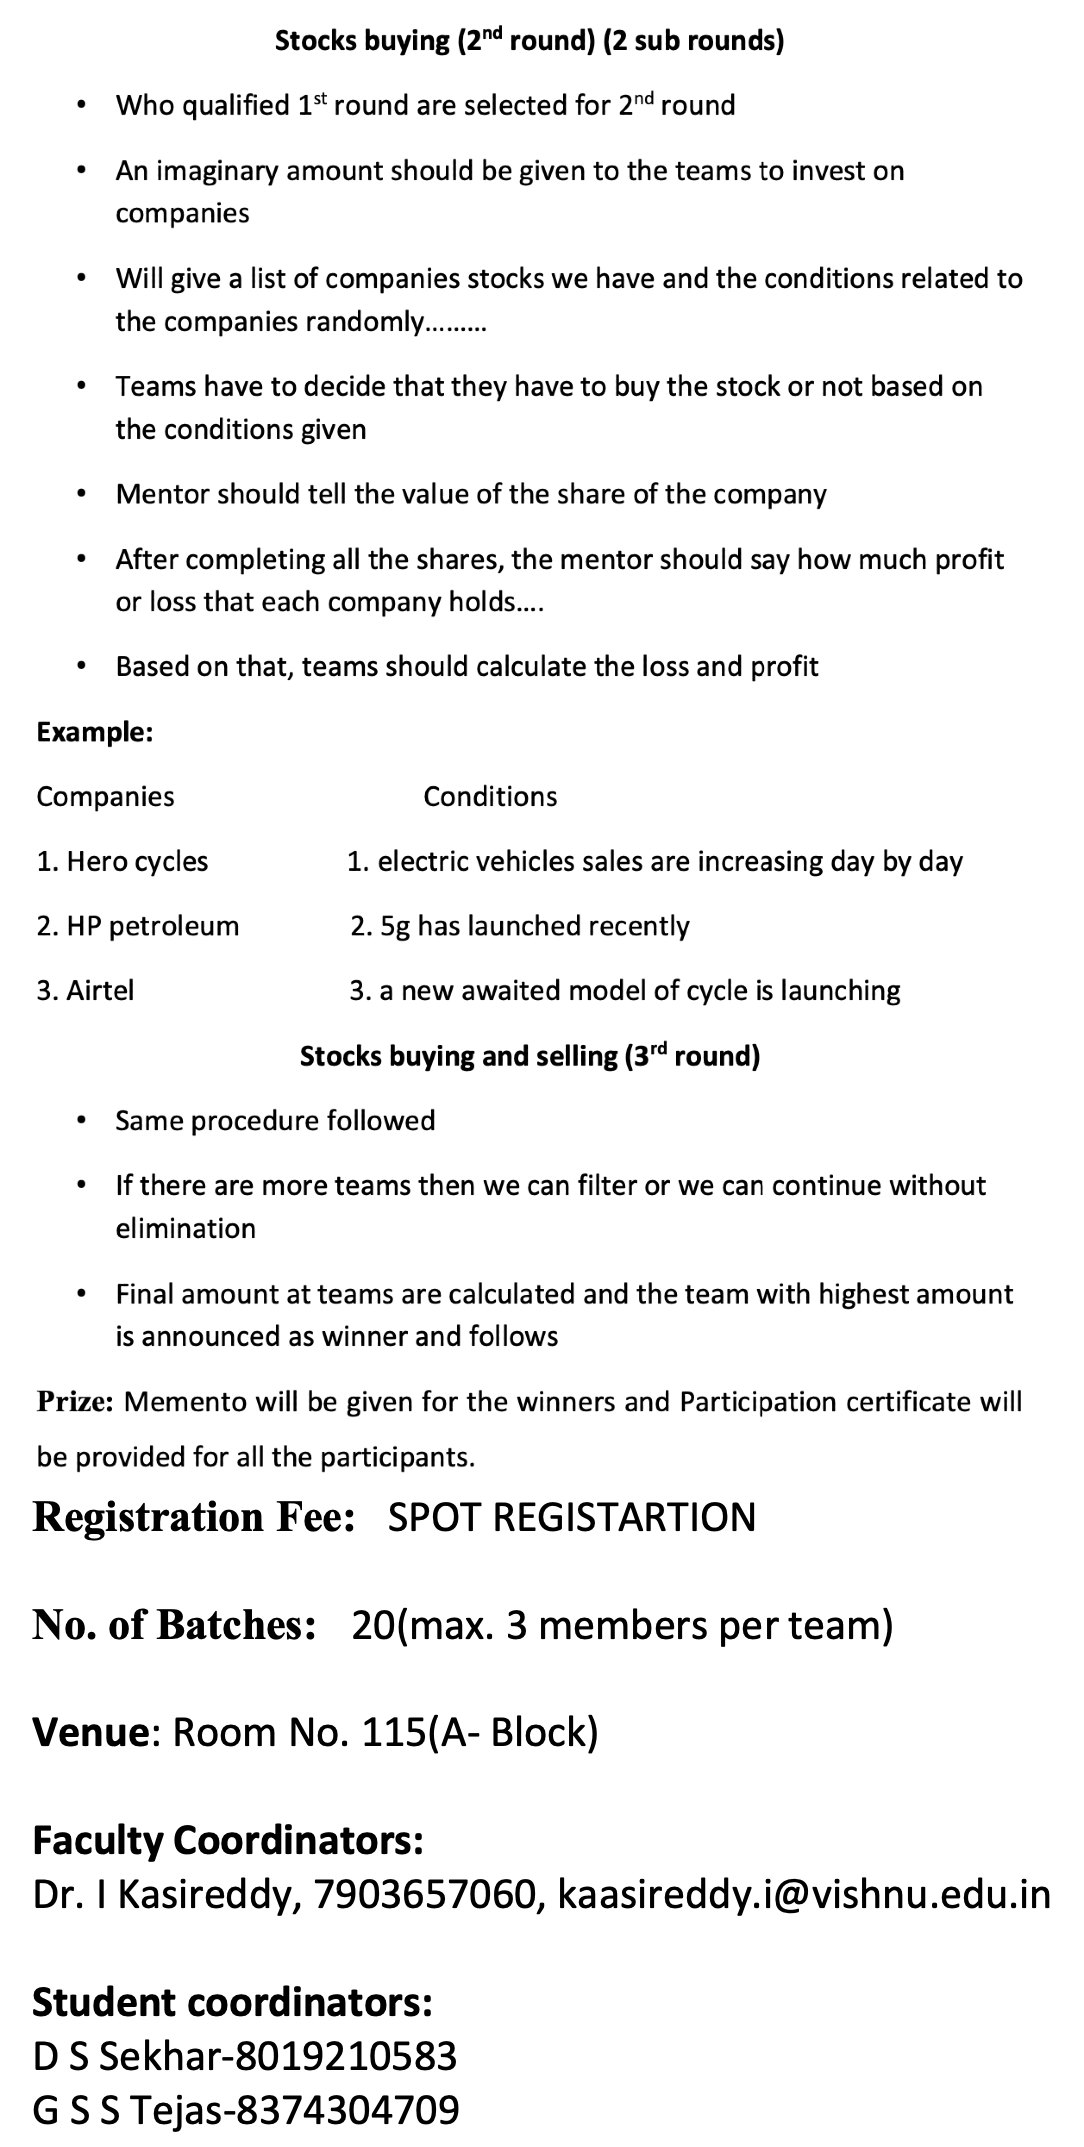 Stocks buying (2nd round) (2 sub rounds)
• Who qualified 1st round are selected for 2nd round
• An imaginary amount should be given to the teams to invest on
companies
• Will give a list of companies stocks we have and the conditions related to
the companies randomly.........
• Teams have to decide that they have to buy the stock or not based on
the conditions given
• Mentor should tell the value of the share of the company
• After completing all the shares, the mentor should say how much profit
or loss that each company holds....
• Based on that, teams should calculate the loss and profit
Example:
Companies Conditions
1. Hero cycles 1. electric vehicles sales are increasing day by day
2. HP petroleum 2. 5g has launched recently
3. Airtel 3. a new awaited model of cycle is launching
Stocks buying and selling (3rd round)
• Same procedure followed
• If there are more teams then we can filter or we can continue without
elimination
• Final amount at teams are calculated and the team with highest amount
is announced as winner and follows
Prize: Memento will be given for the winners and Participation certificate will
be provided for all the participants.
Registration Fee: SPOT REGISTARTION
No. of Batches: 20(max. 3 members per team)
Venue: Room No. 115(A- Block)
Faculty Coordinators:
Dr. I Kasireddy, 7903657060, kaasireddy.i@vishnu.edu.in
Student coordinators:
D S Sekhar-8019210583
G S S Tejas-8374304709